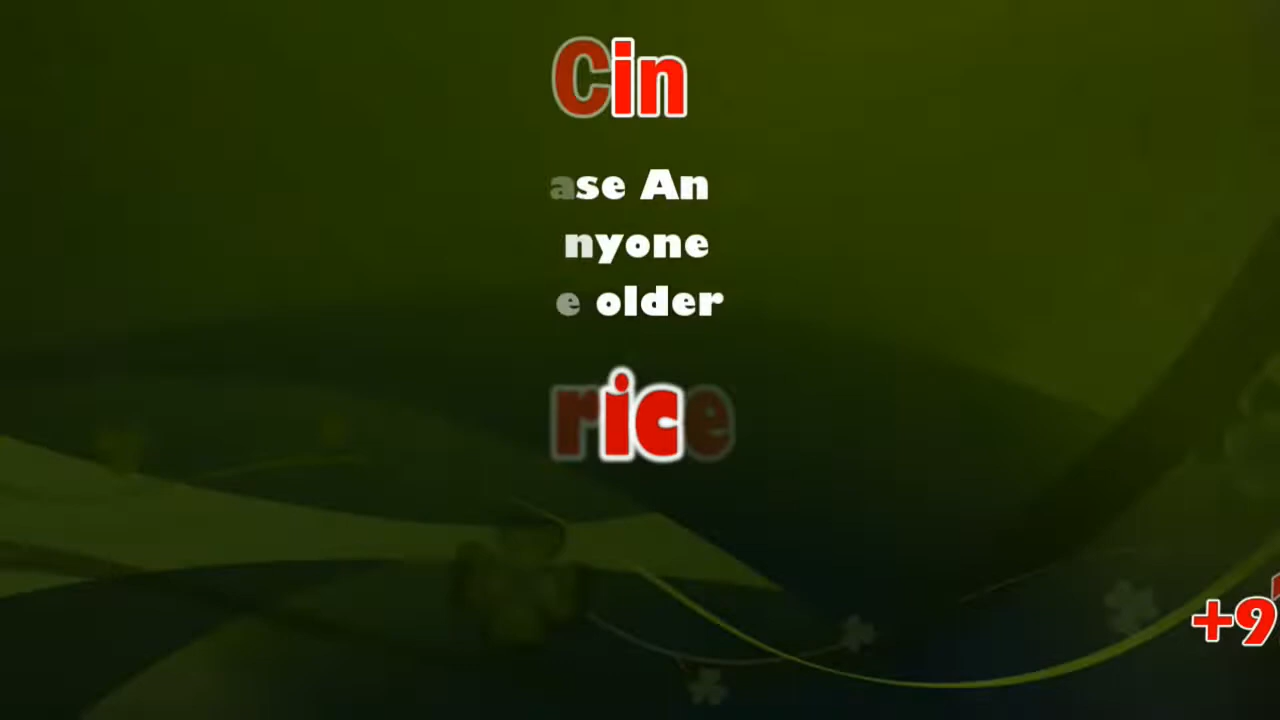 Cin
ase An
nyone
e older
rice
+9